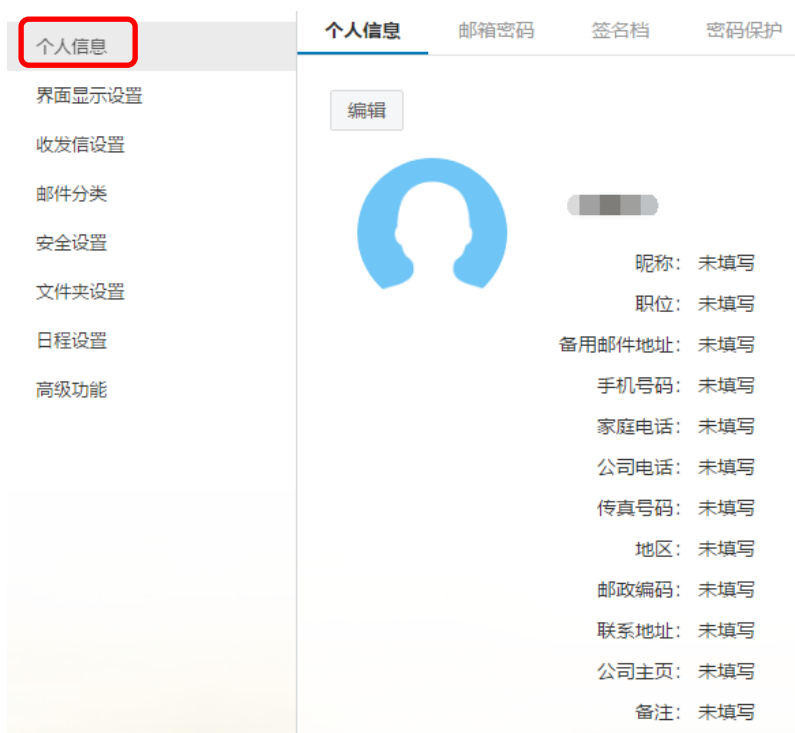 个人信息
界面显示设置
收发信设置
邮件分类
安全设置
文件夹设置
日程设置
高级功能
个人信息 邮箱密码 签名档 密码保护
编辑
昵称： 未填写
职位： 未填写
备用邮件地址： 未填写
手机号码： 未填写
家庭电话： 未填写
公司电话： 未填写
传真号码： 未填写
地区： 未填写
邮政编码： 未填写
联系地址： 未填写
公司主页： 未填写
备注： 未填写